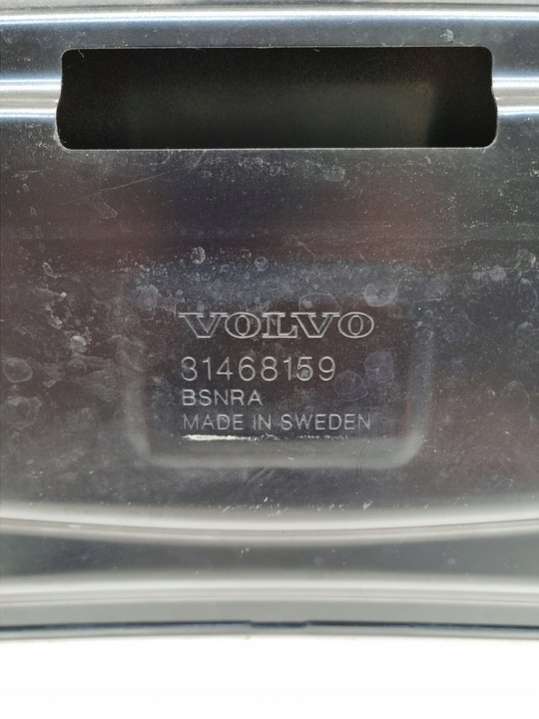 VOLVO
31468159
BSNRA
MADE IN SWEDEN